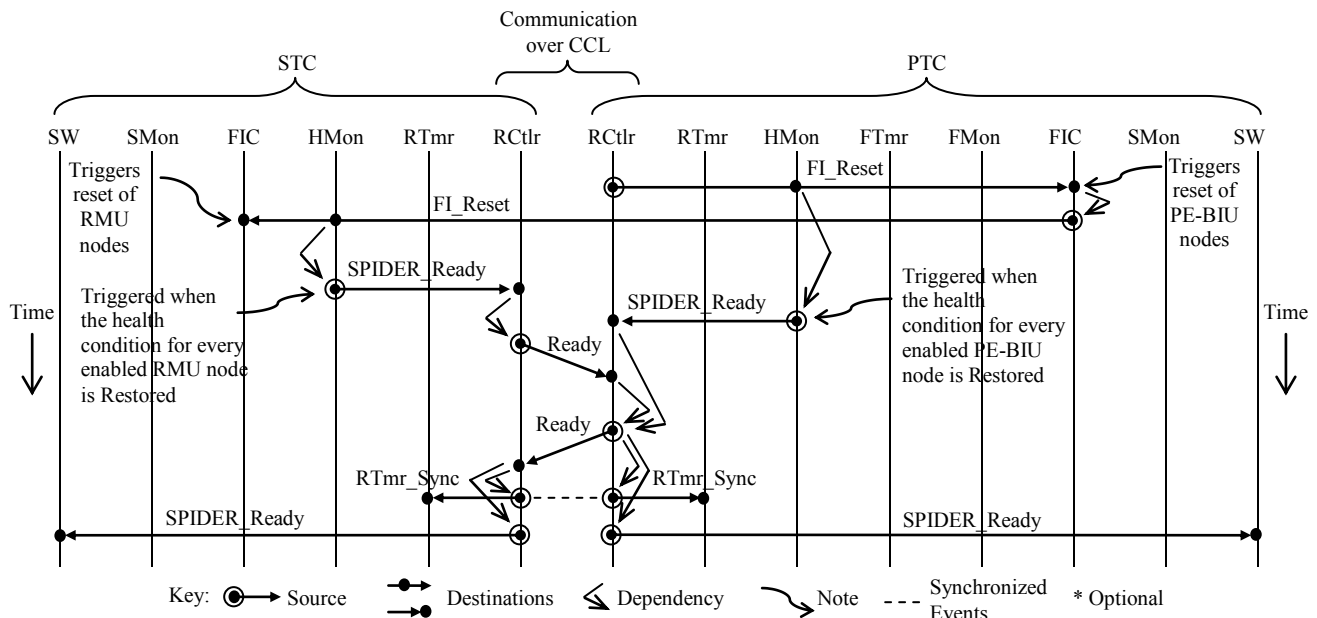 Communication
over CCL
STC
PTC
SW SMon FIC HMon RTmr RCtlr RCtlr RTmr HMon FTmr FMon FIC SMon SW
Triggers
reset of
RMU
nodes
FI_Reset
Triggers
reset of
PE-BIU
nodes
FI_Reset
SPIDER_Ready
Triggered when
the health
condition for every
enabled RMU node
is Restored
Time
SPIDER_Ready
Triggered when
the health
condition for every
enabled PE-BIU
node is Restored
Time
Ready
Ready
RTmr_Sync
RTmr_Sync
SPIDER_Ready
SPIDER_Ready
Key: Source Destinations Dependency Note Synchronized
Events * Optional